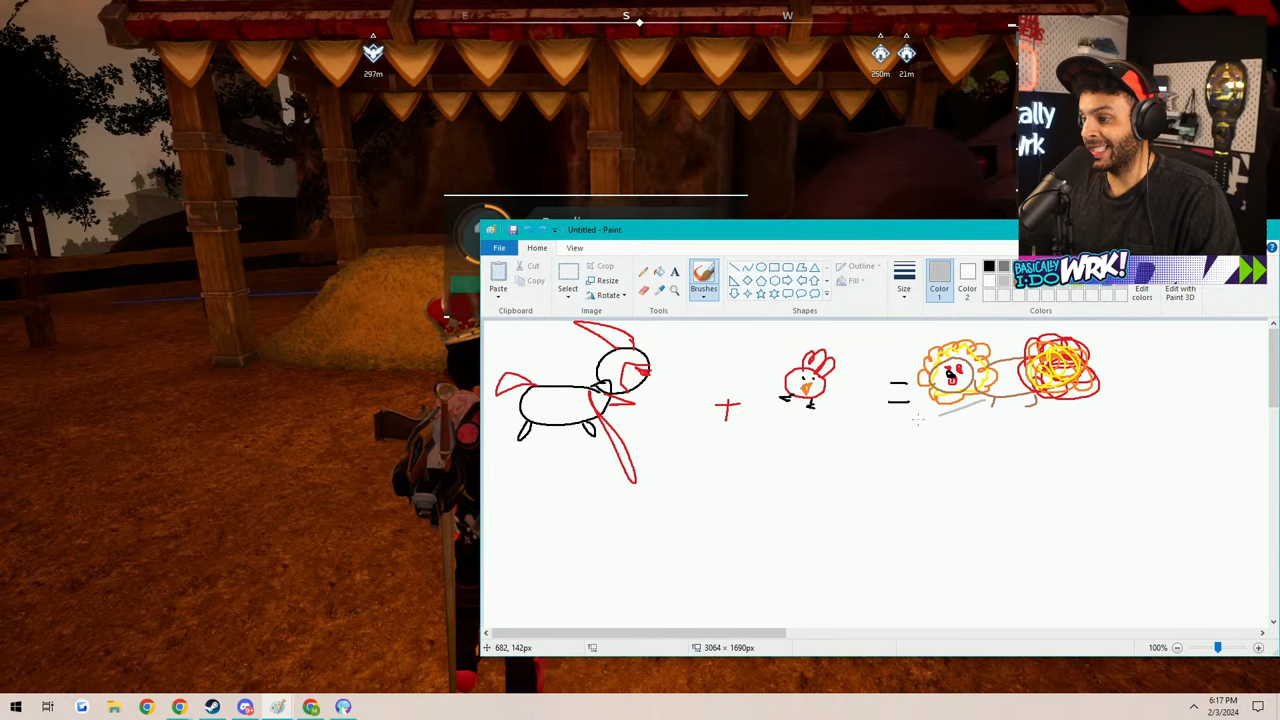 E S W
297m
250m 21m
cally
Wrk
BASICALLY I DO WRK!
Untitled - Paint
File Home View
Paste Cut Copy
Select Crop Resize Rotate
A
Brushes
Outline Fill
Size
Color 1 Color 2
Edit colors
Edit with Paint 3D
Clipboard Image Tools Shapes Colors
+ =
682, 142px
3064 × 1690px
100%
6:17 PM
2/3/2024